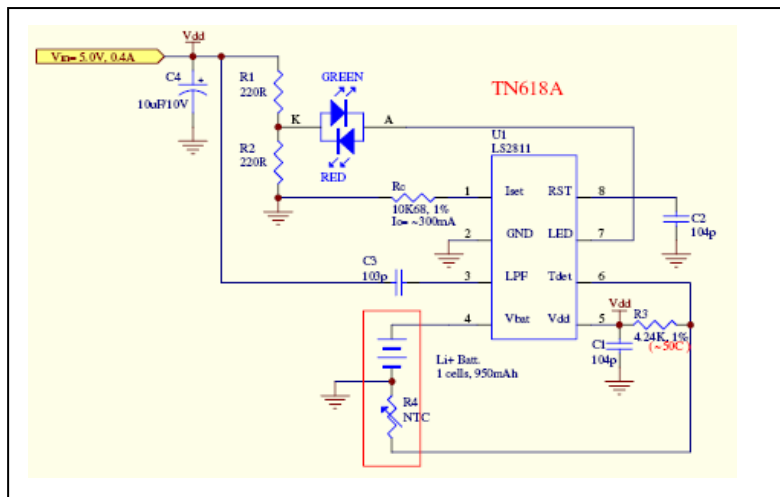 Vdd
Vin= 5.0V, 0.4A
C4
10uF/10V
R1
220R
GREEN
K
A
RED
R2
220R
TN618A
U1
LS2811
Rc
10K68, 1%
Io= ~300mA
1
Iset
RST
8
C2
104p
2
GND
LED
7
C3
103p
3
LPF
Tdet
6
4
Vbat
Vdd
5
Vdd
R3
4.24K, 1%
(~50C)
C1
104p
Li+ Batt.
1 cells, 950mAh
R4
NTC